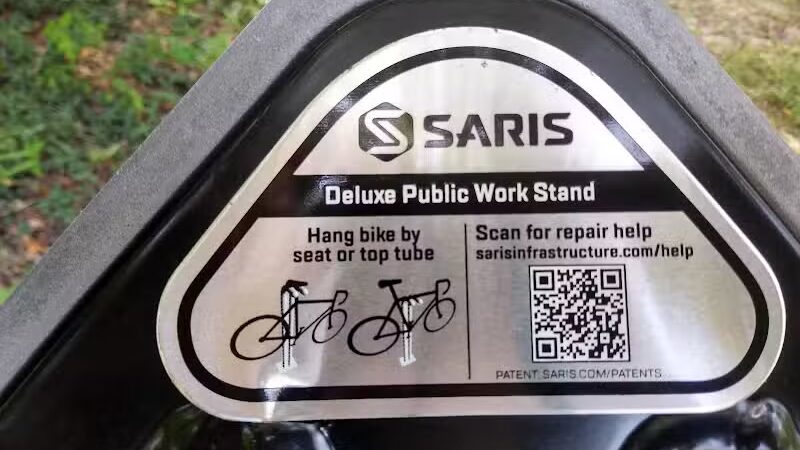 SARIS
Deluxe Public Work Stand
Hang bike by
seat or top tube
Scan for repair help
sarisinfrastructure.com/help
PATENT.SARIS.COM/PATENTS